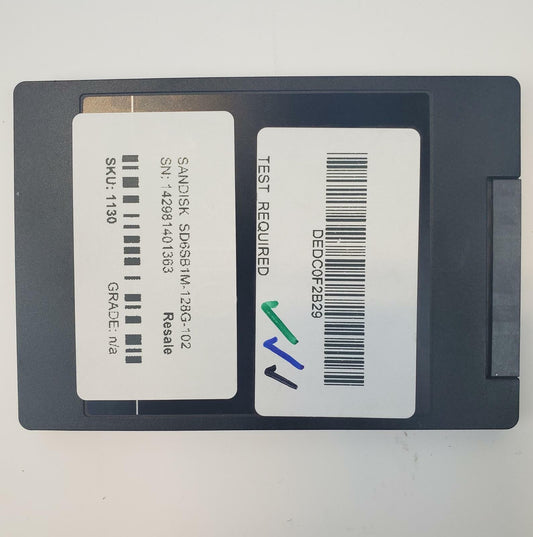 SANDISK SD6SB1M-128G-102
SN: 142981401363
Resale
SKU: 1130
GRADE: n/a
DEDC0F2B29
TEST REQUIRED